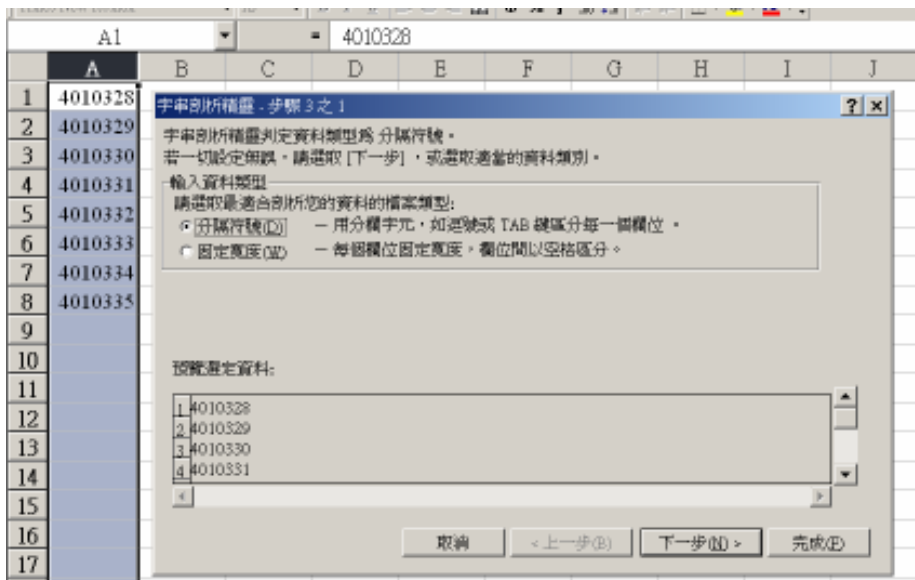 A1 = 4010328
A B C D E F G H I J
1 4010328
2 4010329
3 4010330
4 4010331
5 4010332
6 4010333
7 4010334
8 4010335
9
10
11
12
13
14
15
16
17
字串剖析精靈 - 步驟 3 之 1
字串剖析精靈判定資料類型為 分隔符號。
若一切設定無誤，請選取 [下一步]，或選取適當的資料類別。
輸入資料類型
請選取最適合剖析您的資料的檔案類型:
分隔符號(D) － 用分欄字元，如逗號或 TAB 鍵區分每一個欄位 。
固定寬度(W) － 每個欄位固定寬度，欄位間以空格區分。
預覽選定資料:
1 4010328
2 4010329
3 4010330
4 4010331
取消 <上一步(B) 下一步(N) > 完成(F)